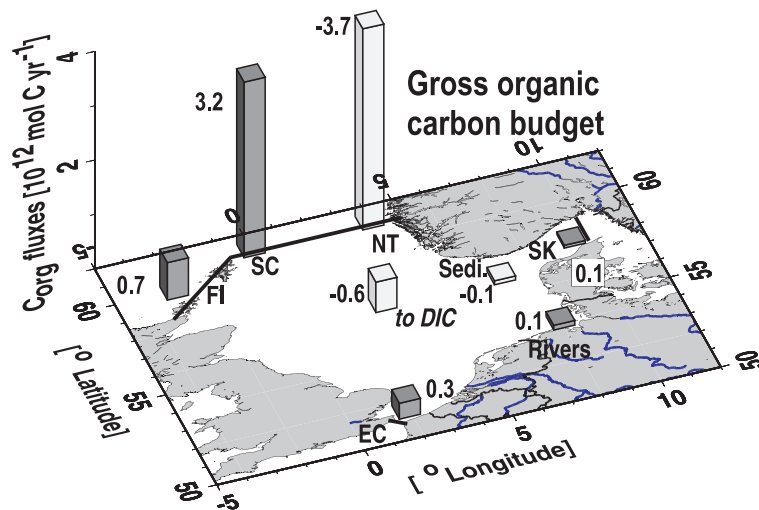 4
-3.7
Gross organic
carbon budget
3.2
10
2
5
60
Corg fluxes [10^12 mol C yr^-1]
0
NT
SK
SC
Sedi.
0.1
-5
0.7
FI
-0.6
-0.1
55
60
to DIC
0.1
Rivers
[° Latitude]
50
55
0.3
10
EC
5
0
[° Longitude]
50
-5